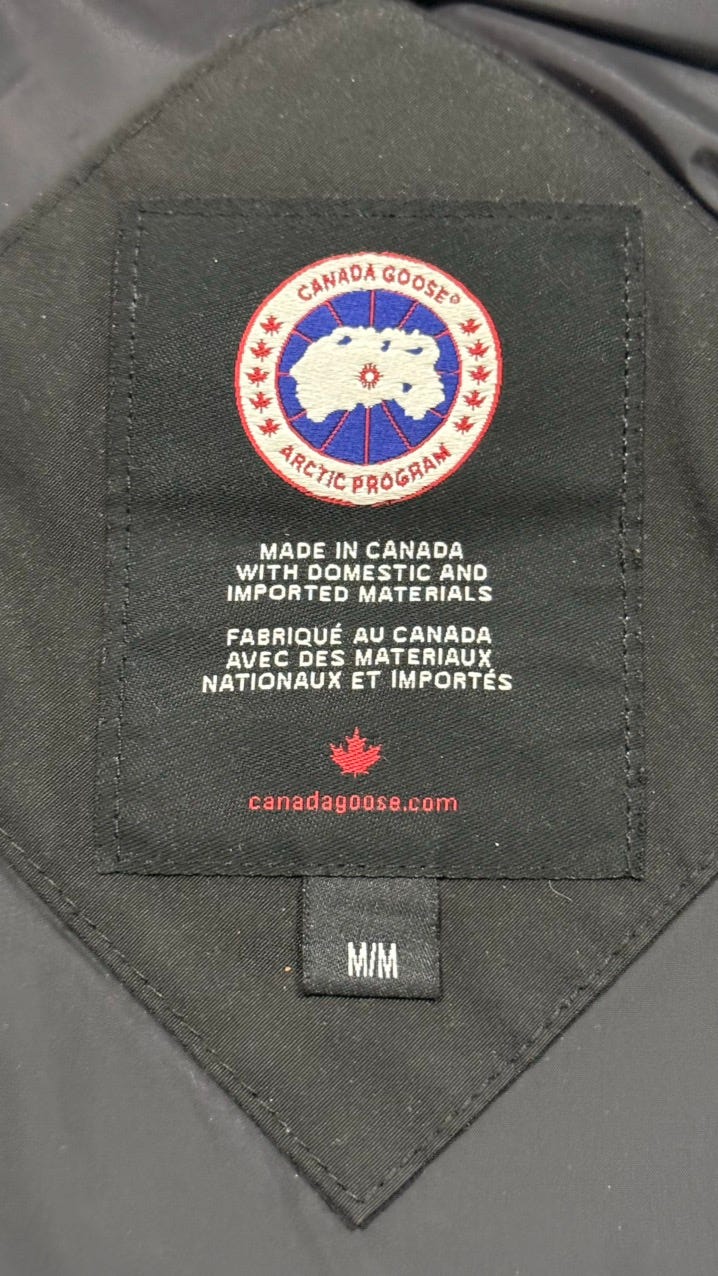 CANADA GOOSE®
ARCTIC PROGRAM
MADE IN CANADA
WITH DOMESTIC AND
IMPORTED MATERIALS
FABRIQUÉ AU CANADA
AVEC DES MATERIAUX
NATIONAUX ET IMPORTÉS
canadagoose.com
M/M